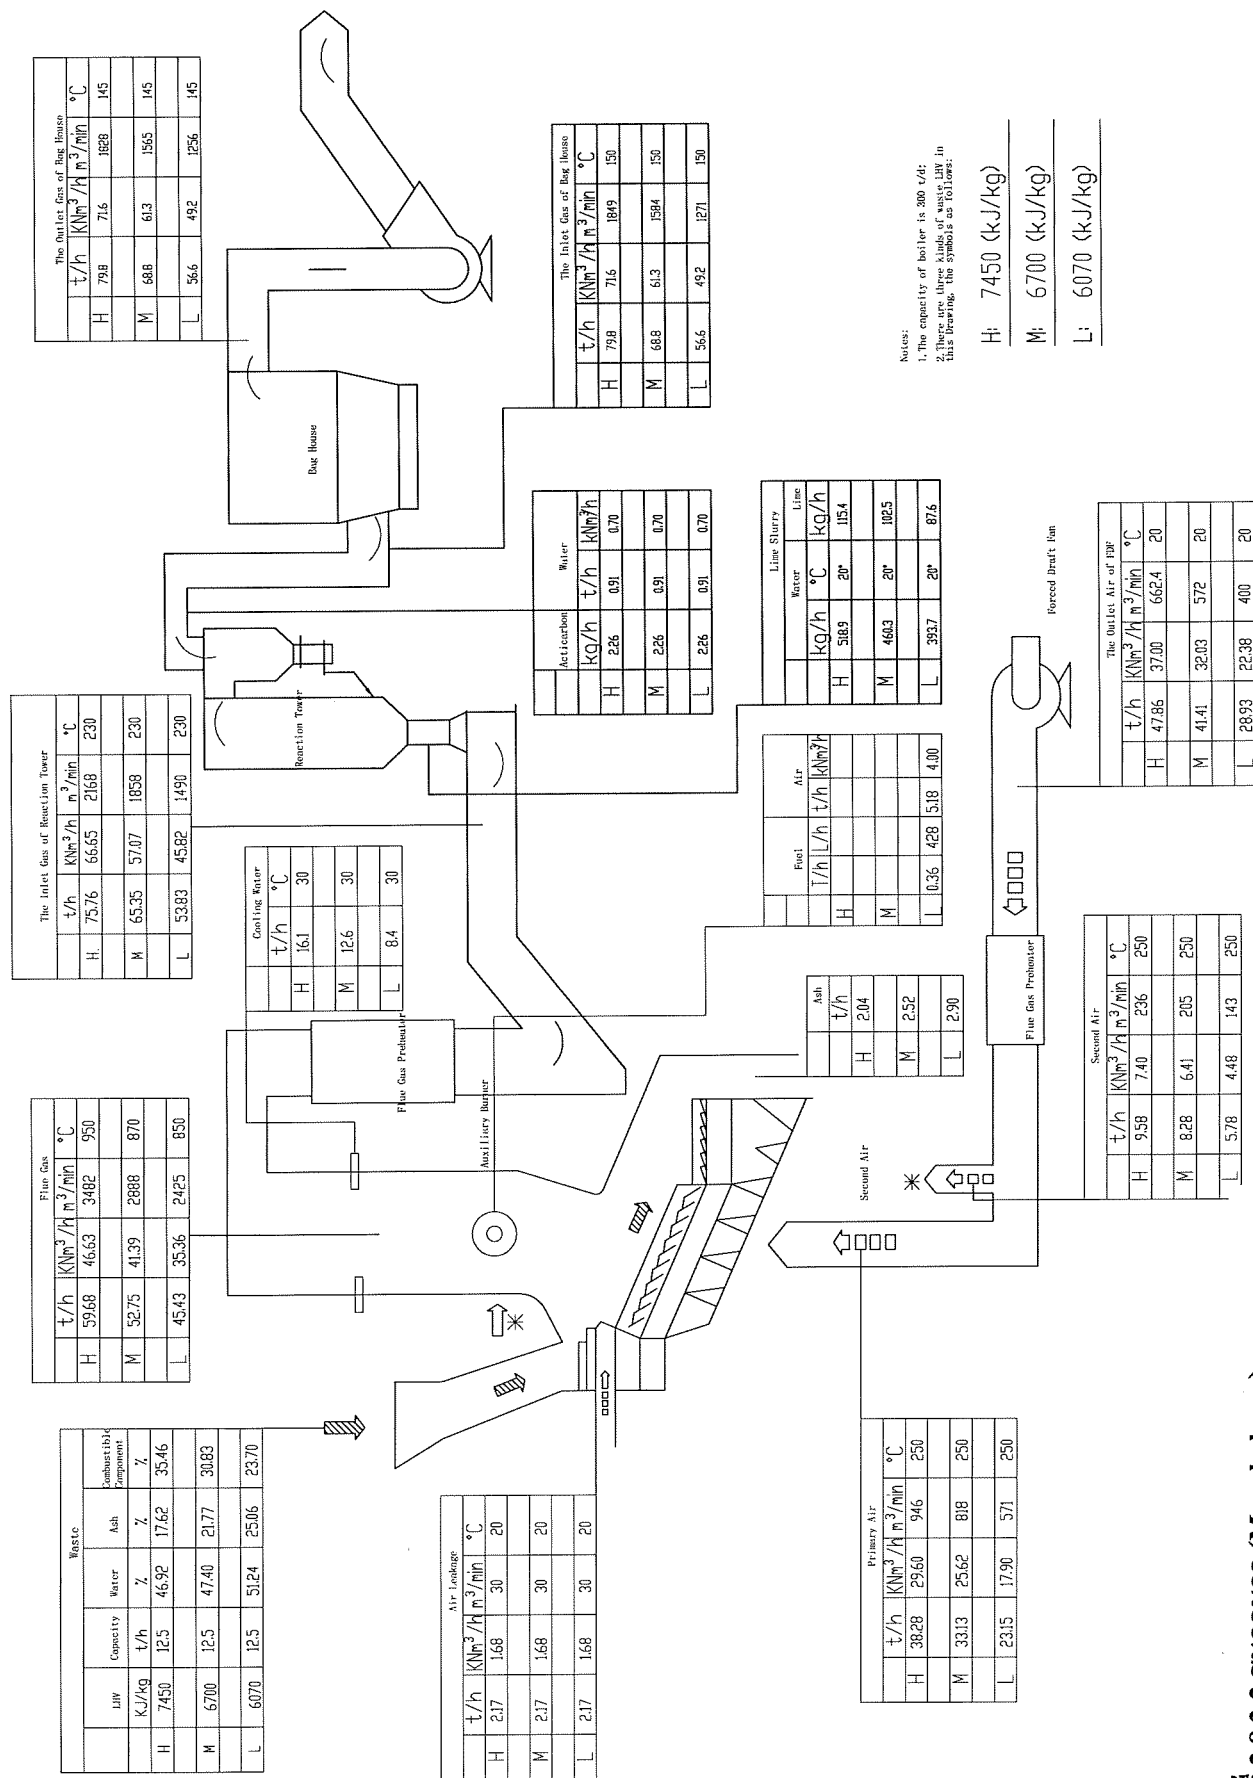 Waste
LHV Capacity Water Ash Combustible Component
KJ/kg t/h % % %
H 7450 12.5 46.92 17.62 35.46
M 6700 12.5 47.40 21.77 30.83
L 6070 12.5 51.24 25.06 23.70
Flue Gas
t/h KNm³/h m³/min °C
H 59.68 46.63 3482 950
M 52.75 41.39 2888 870
L 45.43 35.36 2425 850
The Inlet Gas of Reaction Tower
t/h KNm³/h m³/min °C
H. 75.76 66.65 2168 230
M 65.35 57.07 1858 230
L 53.83 45.82 1490 230
The Outlet Gas of Bag House
t/h KNm³/h m³/min °C
H 79.8 71.6 1828 145
M 68.8 61.3 1565 145
L 56.6 49.2 1256 145
Cooling Water
t/h °C
H 16.1 30
M 12.6 30
L 8.4 30
Reaction Tower
Bag House
Flue Gas Preheater
Auxiliary Burner
Air Leakage
t/h KNm³/h m³/min °C
H 2.17 1.68 30 20
M 2.17 1.68 30 20
L 2.17 1.68 30 20
Acticarbon Water
kg/h t/h kNm³/h
H 2.26 0.91 0.70
M 2.26 0.91 0.70
L 2.26 0.91 0.70
The Inlet Gas of Bag House
t/h KNm³/h m³/min °C
H 79.8 71.6 1849 150
M 68.8 61.3 1584 150
L 56.6 49.2 1271 150
Fuel Air
T/h L/h t/h kNm³/h
H
M
L 0.36 428 5.18 4.00
Lime Slurry
Water Lime
kg/h °C kg/h
H 518.9 20° 115.4
M 460.3 20° 102.5
L 393.7 20° 87.6
Ash
t/h
H 2.04
M 2.52
L 2.90
Second Air
Flue Gas Preheater
Forced Draft Fan
Primary Air
t/h KNm³/h m³/min °C
H 38.28 29.60 946 250
M 33.13 25.62 818 250
L 23.15 17.90 571 250
Second Air
t/h KNm³/h m³/min °C
H 9.58 7.40 236 250
M 8.28 6.41 205 250
L 5.78 4.48 143 250
The Outlet Air of FDF
t/h KNm³/h m³/min °C
H 47.86 37.00 662.4 20
M 41.41 32.03 572 20
L 28.93 22.38 400 20
Notes:
1. The capacity of boiler is 300 t/d;
2. There are three kinds of waste LHV in
this Drawing, the symbols as follows:
H: 7450 (kJ/kg)
M: 6700 (kJ/kg)
L: 6070 (kJ/kg)